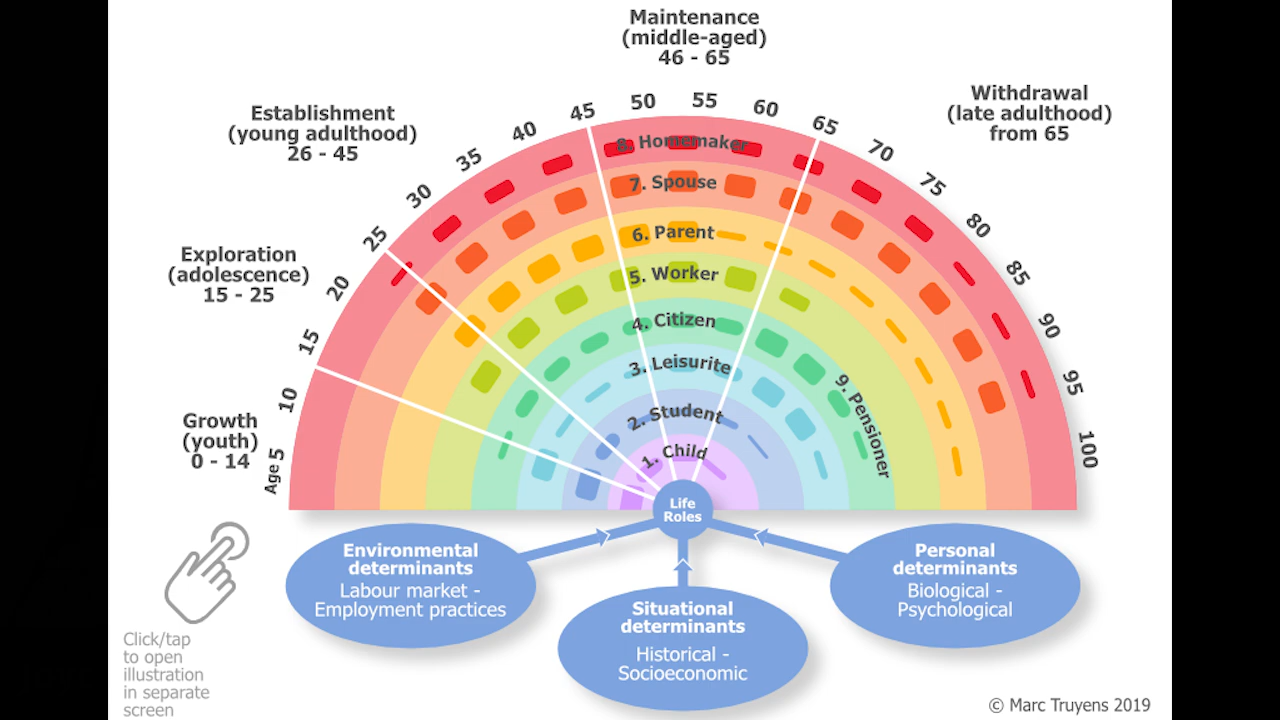 Maintenance
(middle-aged)
46 - 65
Establishment
(young adulthood)
26 - 45
Withdrawal
(late adulthood)
from 65
Exploration
(adolescence)
15 - 25
Growth
(youth)
0 - 14
Age 5
10
15
20
25
30
35
40
45
50
55
60
65
70
75
80
85
90
95
100
8. Homemaker
7. Spouse
6. Parent
5. Worker
4. Citizen
3. Leisurite
2. Student
1. Child
9. Pensioner
Life
Roles
Environmental
determinants
Labour market -
Employment practices
Situational
determinants
Historical -
Socioeconomic
Personal
determinants
Biological -
Psychological
Click/tap
to open
illustration
in separate
screen
© Marc Truyens 2019